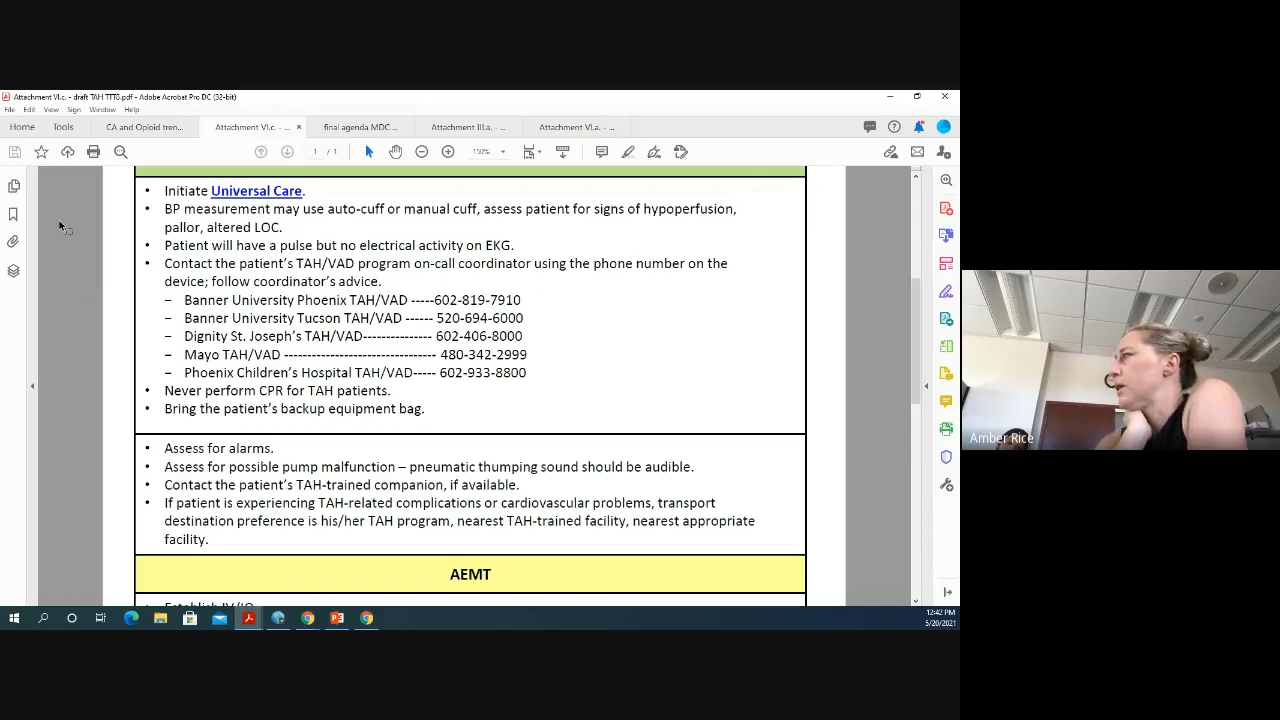 Attachment VI.c. - draft TAH TTTG.pdf - Adobe Acrobat Pro DC (32-bit)
File Edit View Sign Window Help
Home Tools CA and Opioid tren... Attachment VI.c. - ... × final agenda MDC ... Attachment III.a. - ... Attachment VI.a. - ...
1 / 1 150%
• Initiate Universal Care.
• BP measurement may use auto-cuff or manual cuff, assess patient for signs of hypoperfusion,
pallor, altered LOC.
• Patient will have a pulse but no electrical activity on EKG.
• Contact the patient's TAH/VAD program on-call coordinator using the phone number on the
device; follow coordinator's advice.
– Banner University Phoenix TAH/VAD -----602-819-7910
– Banner University Tucson TAH/VAD ------ 520-694-6000
– Dignity St. Joseph's TAH/VAD--------------- 602-406-8000
– Mayo TAH/VAD --------------------------------- 480-342-2999
– Phoenix Children's Hospital TAH/VAD----- 602-933-8800
• Never perform CPR for TAH patients.
• Bring the patient's backup equipment bag.
• Assess for alarms.
• Assess for possible pump malfunction – pneumatic thumping sound should be audible.
• Contact the patient's TAH-trained companion, if available.
• If patient is experiencing TAH-related complications or cardiovascular problems, transport
destination preference is his/her TAH program, nearest TAH-trained facility, nearest appropriate
facility.
AEMT
• Establish IV/IO
12:42 PM
5/20/2021
Amber Rice